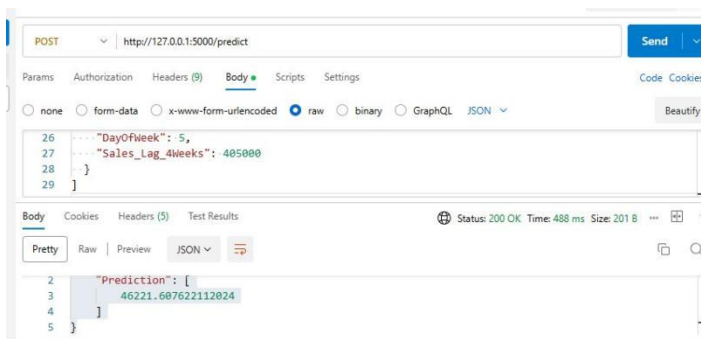 POST http://127.0.0.1:5000/predict Send
Params Authorization Headers (9) Body Scripts Settings Code Cookies
none form-data x-www-form-urlencoded raw binary GraphQL JSON Beautify
26 "DayOfWeek": 5,
27 "Sales_Lag_4Weeks": 405000
28 }
29 ]
Body Cookies Headers (5) Test Results Status: 200 OK Time: 488 ms Size: 201 B
Pretty Raw Preview JSON
2 "Prediction": [
3 46221.607622112024
4 ]
5 }